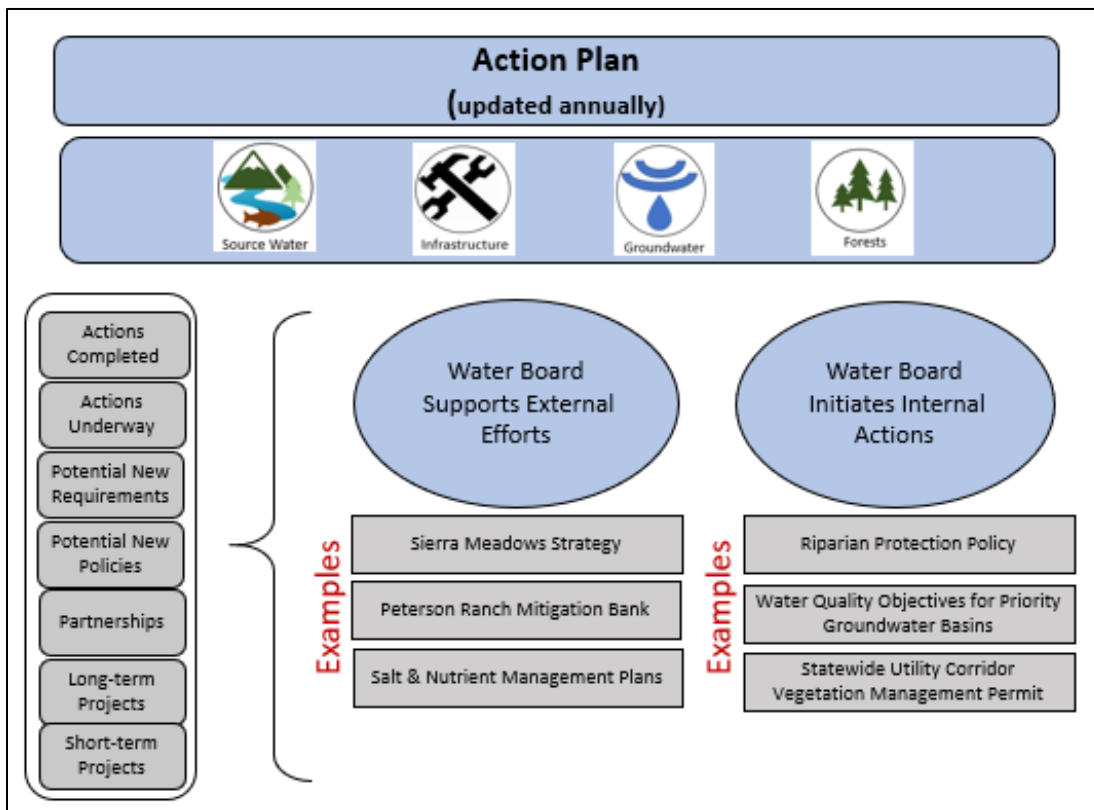 Action Plan
(updated annually)
Source Water
Infrastructure
Groundwater
Forests
Actions
Completed
Actions
Underway
Potential New
Requirements
Potential New
Policies
Partnerships
Long-term
Projects
Short-term
Projects
Water Board
Supports External
Efforts
Examples
Sierra Meadows Strategy
Peterson Ranch Mitigation Bank
Salt & Nutrient Management Plans
Water Board
Initiates Internal
Actions
Examples
Riparian Protection Policy
Water Quality Objectives for Priority
Groundwater Basins
Statewide Utility Corridor
Vegetation Management Permit